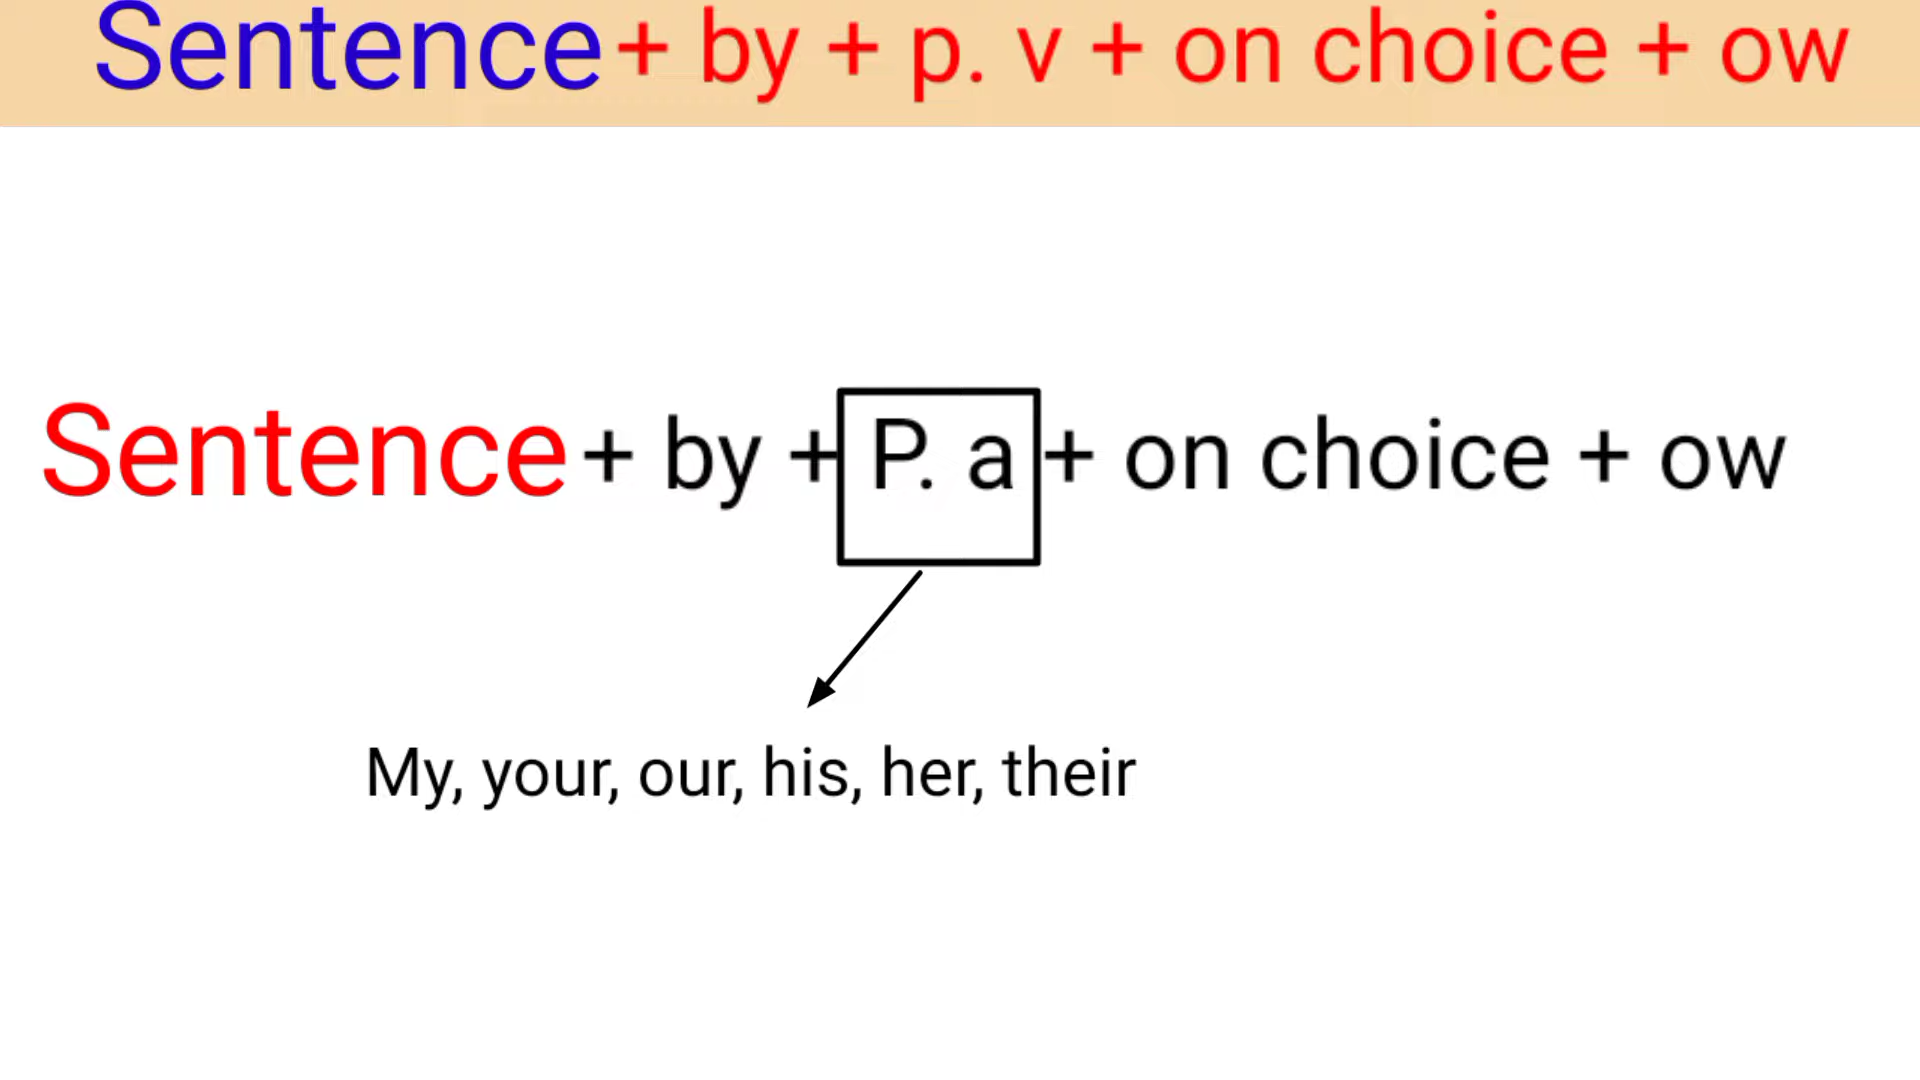 Sentence + by + p. v + on choice + ow
Sentence + by + P. a + on choice + ow
My, your, our, his, her, their